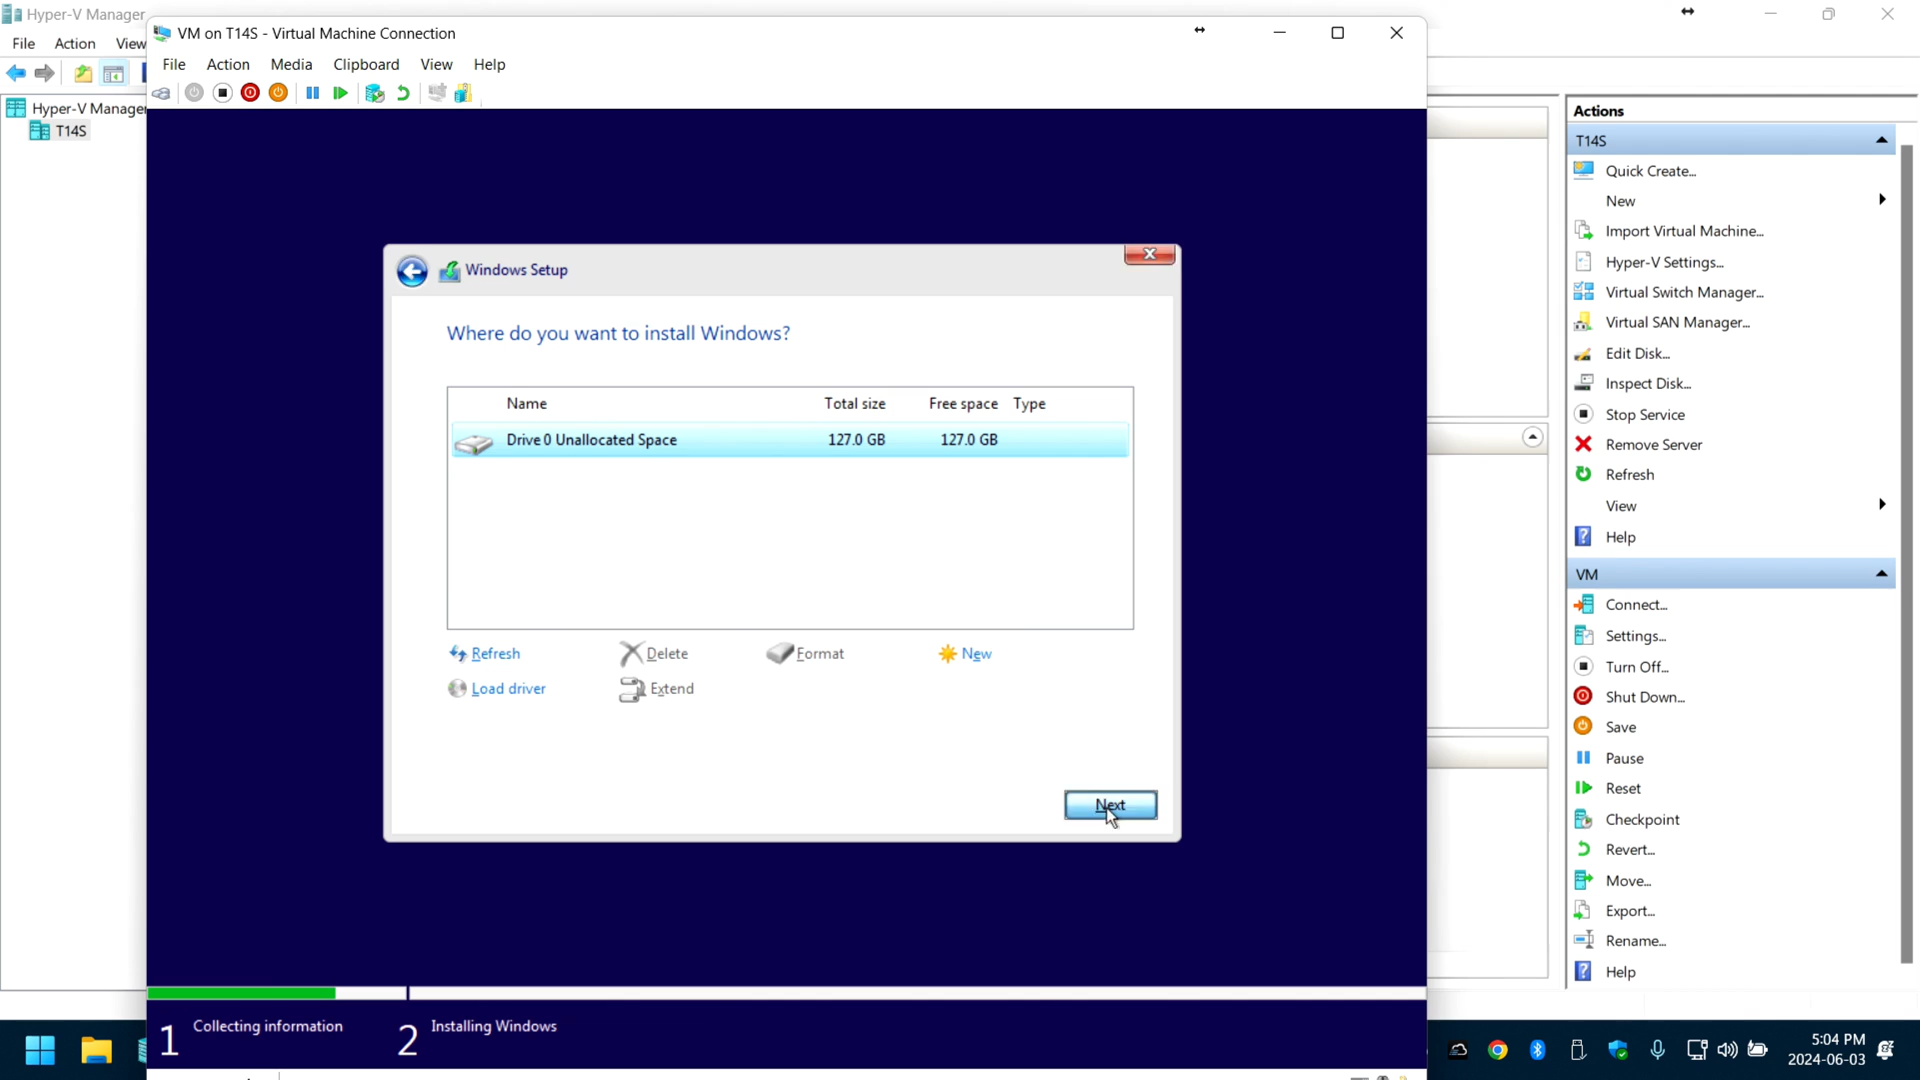 Hyper-V Manager
File Action View
Hyper-V Manager
T14S
VM on T14S - Virtual Machine Connection
File Action Media Clipboard View Help
Windows Setup
Where do you want to install Windows?
Name Total size Free space Type
Drive 0 Unallocated Space 127.0 GB 127.0 GB
Refresh Delete Format New
Load driver Extend
Next
1 Collecting information 2 Installing Windows
Actions
T14S
Quick Create...
New
Import Virtual Machine...
Hyper-V Settings...
Virtual Switch Manager...
Virtual SAN Manager...
Edit Disk...
Inspect Disk...
Stop Service
Remove Server
Refresh
View
Help
VM
Connect...
Settings...
Turn Off...
Shut Down...
Save
Pause
Reset
Checkpoint
Revert...
Move...
Export...
Rename...
Help
5:04 PM
2024-06-03